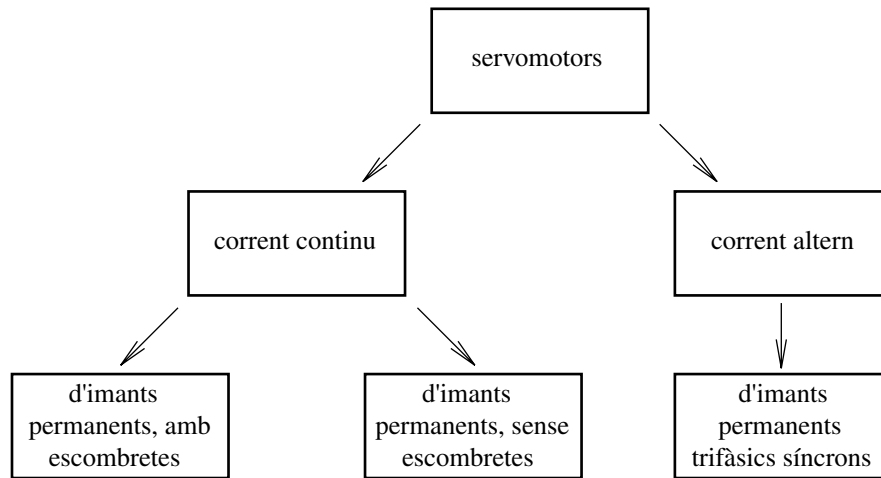 servomotors
corrent continu
corrent altern
d'imants
permanents, amb
escombretes
d'imants
permanents, sense
escombretes
d'imants
permanents
trifàsics síncrons